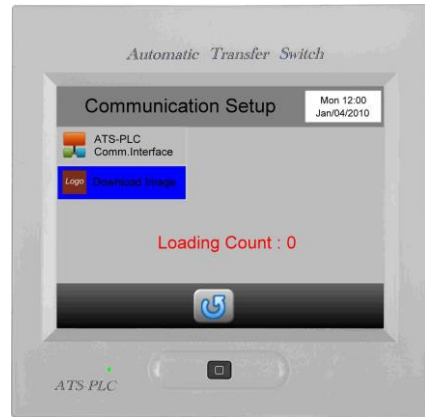 Automatic Transfer Switch
Communication Setup
Mon 12:00
Jan/04/2010
ATS-PLC
Comm.Interface
Logo
Download Image
Loading Count : 0
ATS-PLC